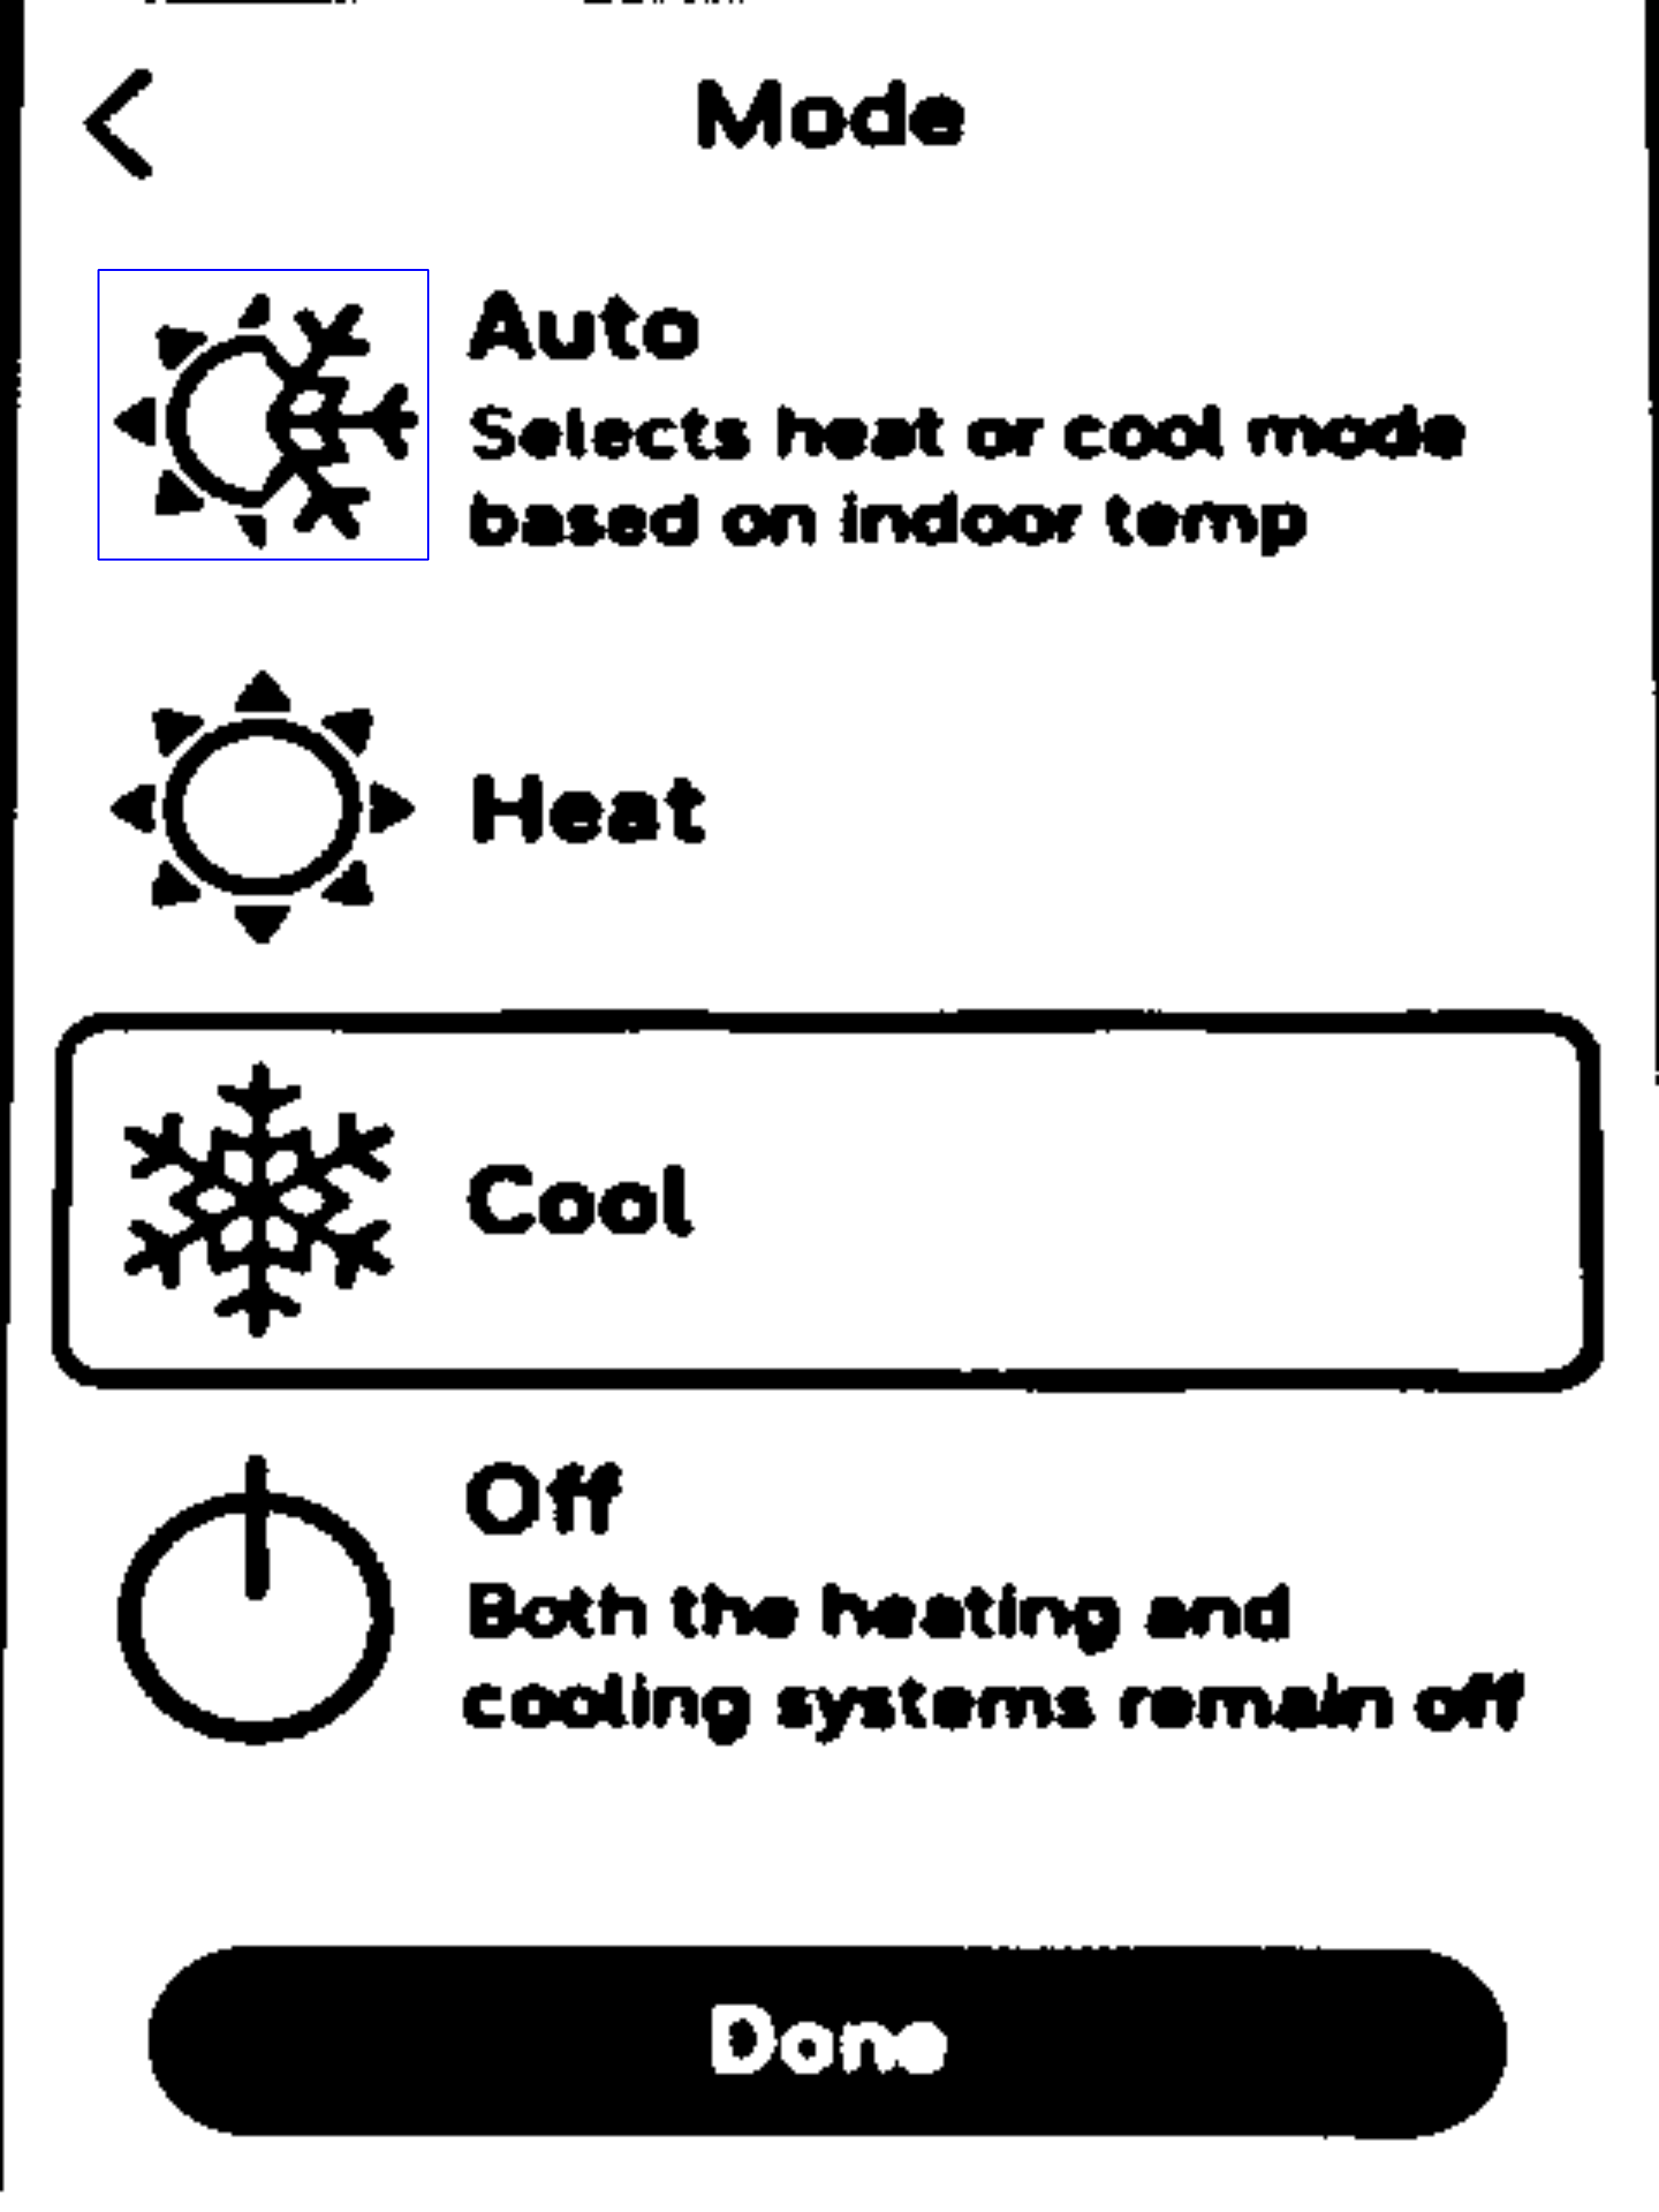 Mode
Auto
Selects heat or cool mode
based on indoor temp
Heat
Cool
Off
Both the heating and
cooling systems remain off
Done